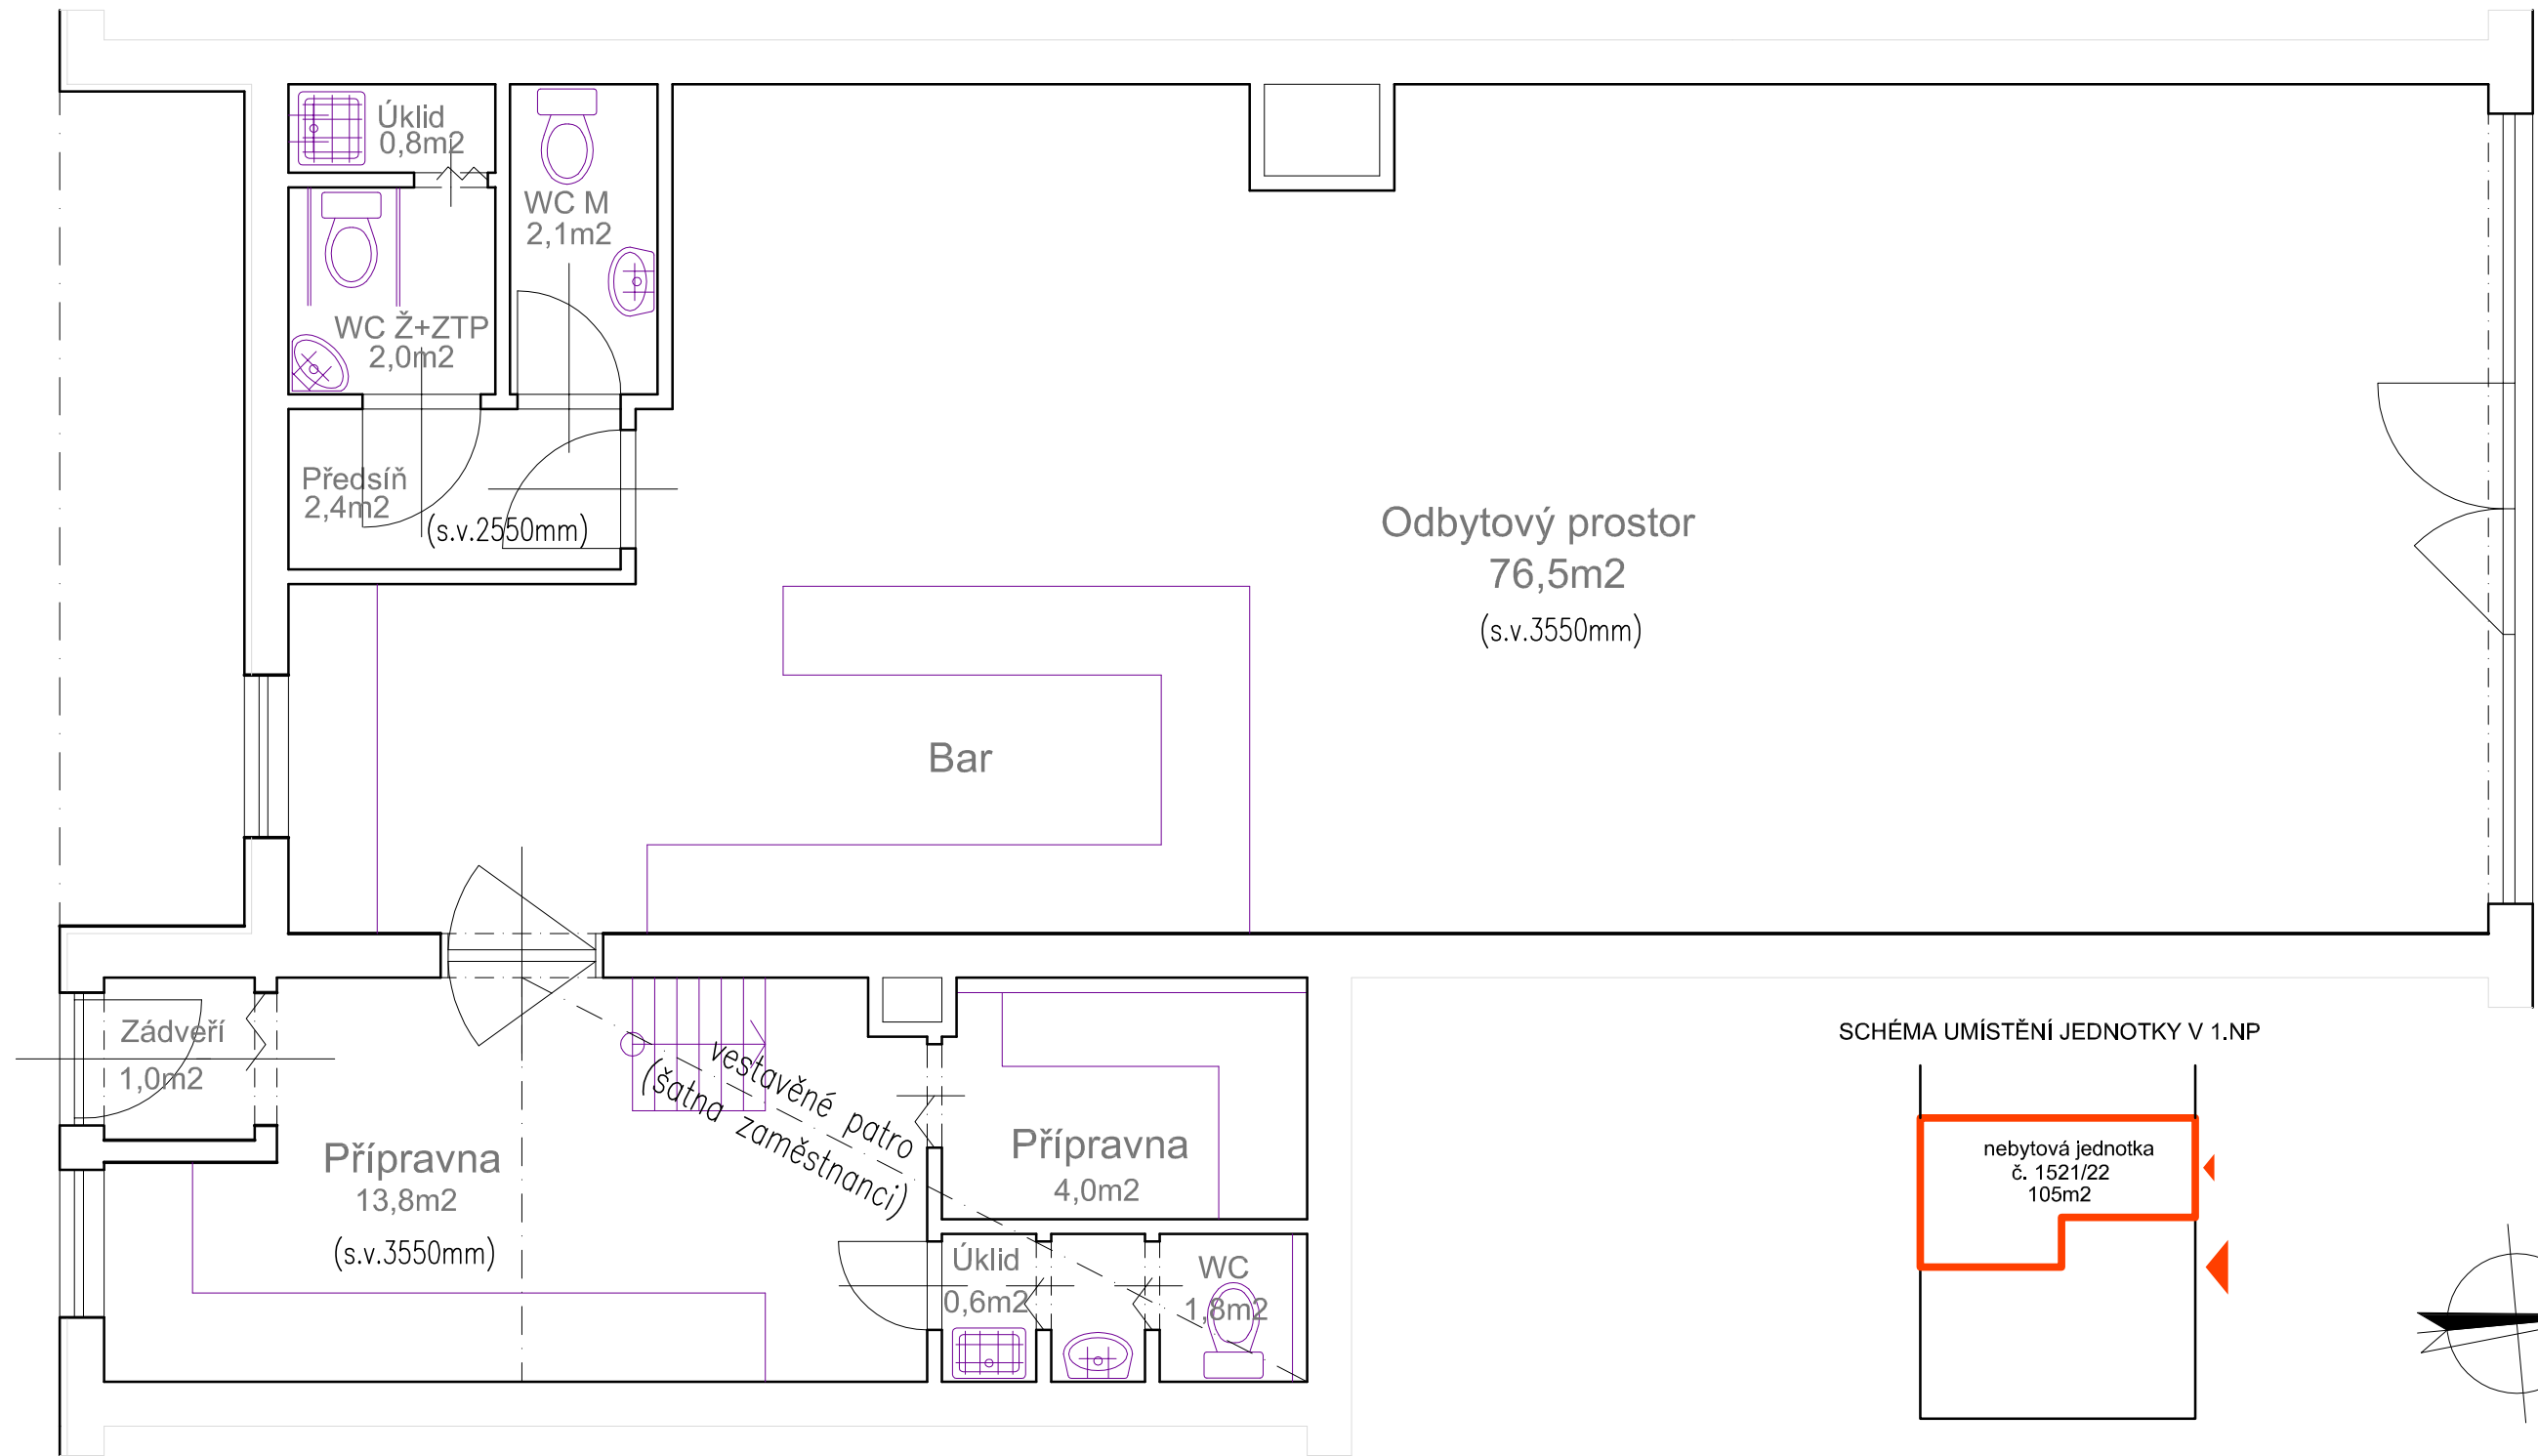 Úklid
0,8m2
WC M
2,1m2
WC Ž+ZTP
2,0m2
Předsíň
2,4m2
(s.v.2550mm)
Odbytový prostor
76,5m2
(s.v.3550mm)
Bar
Zádveří
1,0m2
Přípravna
13,8m2
(s.v.3550mm)
vestavěné patro
(šatna zaměstnanci)
Přípravna
4,0m2
Úklid
0,6m2
WC
1,8m2
SCHÉMA UMÍSTĚNÍ JEDNOTKY V 1.NP
nebytová jednotka
č. 1521/22
105m2